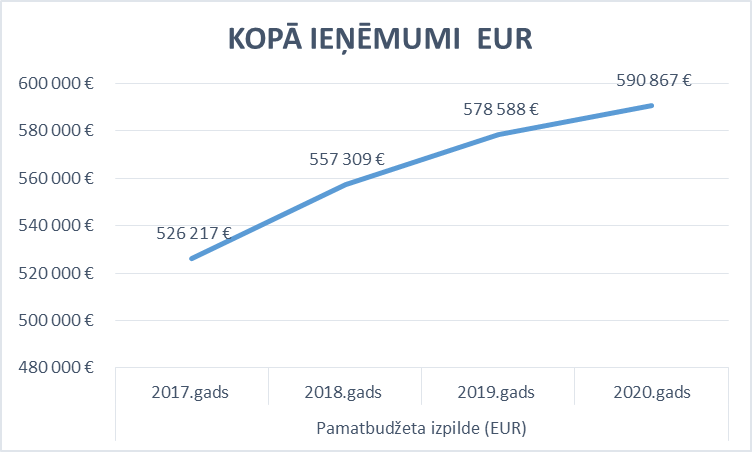 KOPĀ IEŅĒMUMI  EUR
600 000 €
580 000 €
560 000 €
540 000 €
520 000 €
500 000 €
480 000 €
526 217 €
557 309 €
578 588 €
590 867 €
2017.gads
2018.gads
2019.gads
2020.gads
Pamatbudžeta izpilde (EUR)